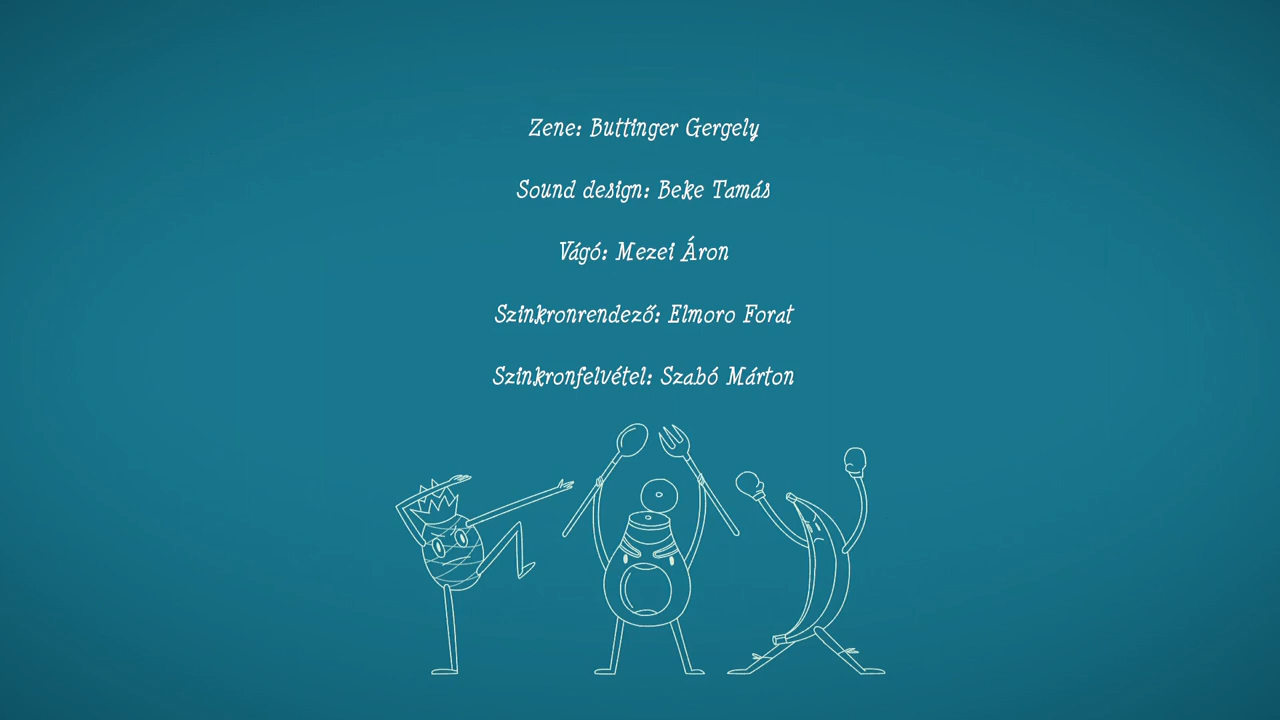 Zene: Buttinger Gergely
Sound design: Beke Tamás
Vágó: Mezei Áron
Szinkronrendező: Elmoro Forat
Szinkronfelvétel: Szabó Márton